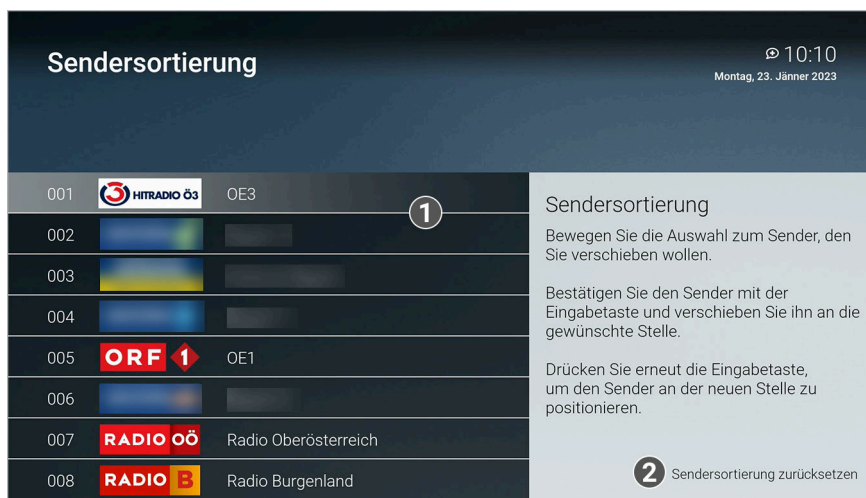 Sendersortierung
10:10
Montag, 23. Jänner 2023
001 3 HITRADIO Ö3 OE3
1
002
003
004
005 ORF 1 OE1
006
007 RADIO OÖ Radio Oberösterreich
008 RADIO B Radio Burgenland
Sendersortierung
Bewegen Sie die Auswahl zum Sender, den
Sie verschieben wollen.
Bestätigen Sie den Sender mit der
Eingabetaste und verschieben Sie ihn an die
gewünschte Stelle.
Drücken Sie erneut die Eingabetaste,
um den Sender an der neuen Stelle zu
positionieren.
2 Sendersortierung zurücksetzen